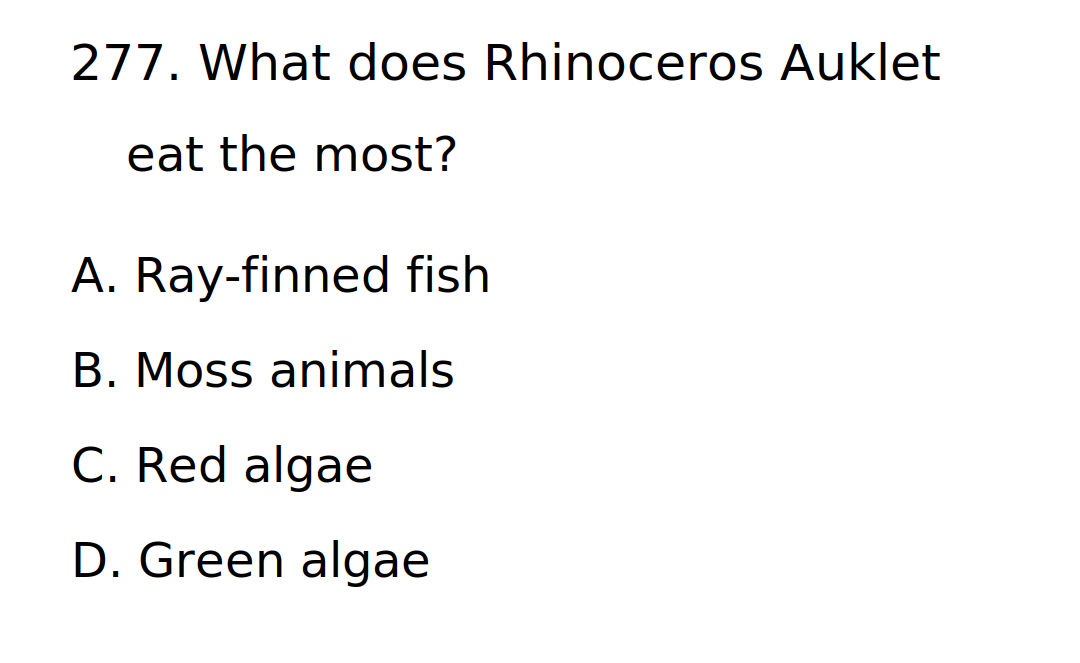 277. What does Rhinoceros Auklet
eat the most?
A. Ray-finned fish
B. Moss animals
C. Red algae
D. Green algae